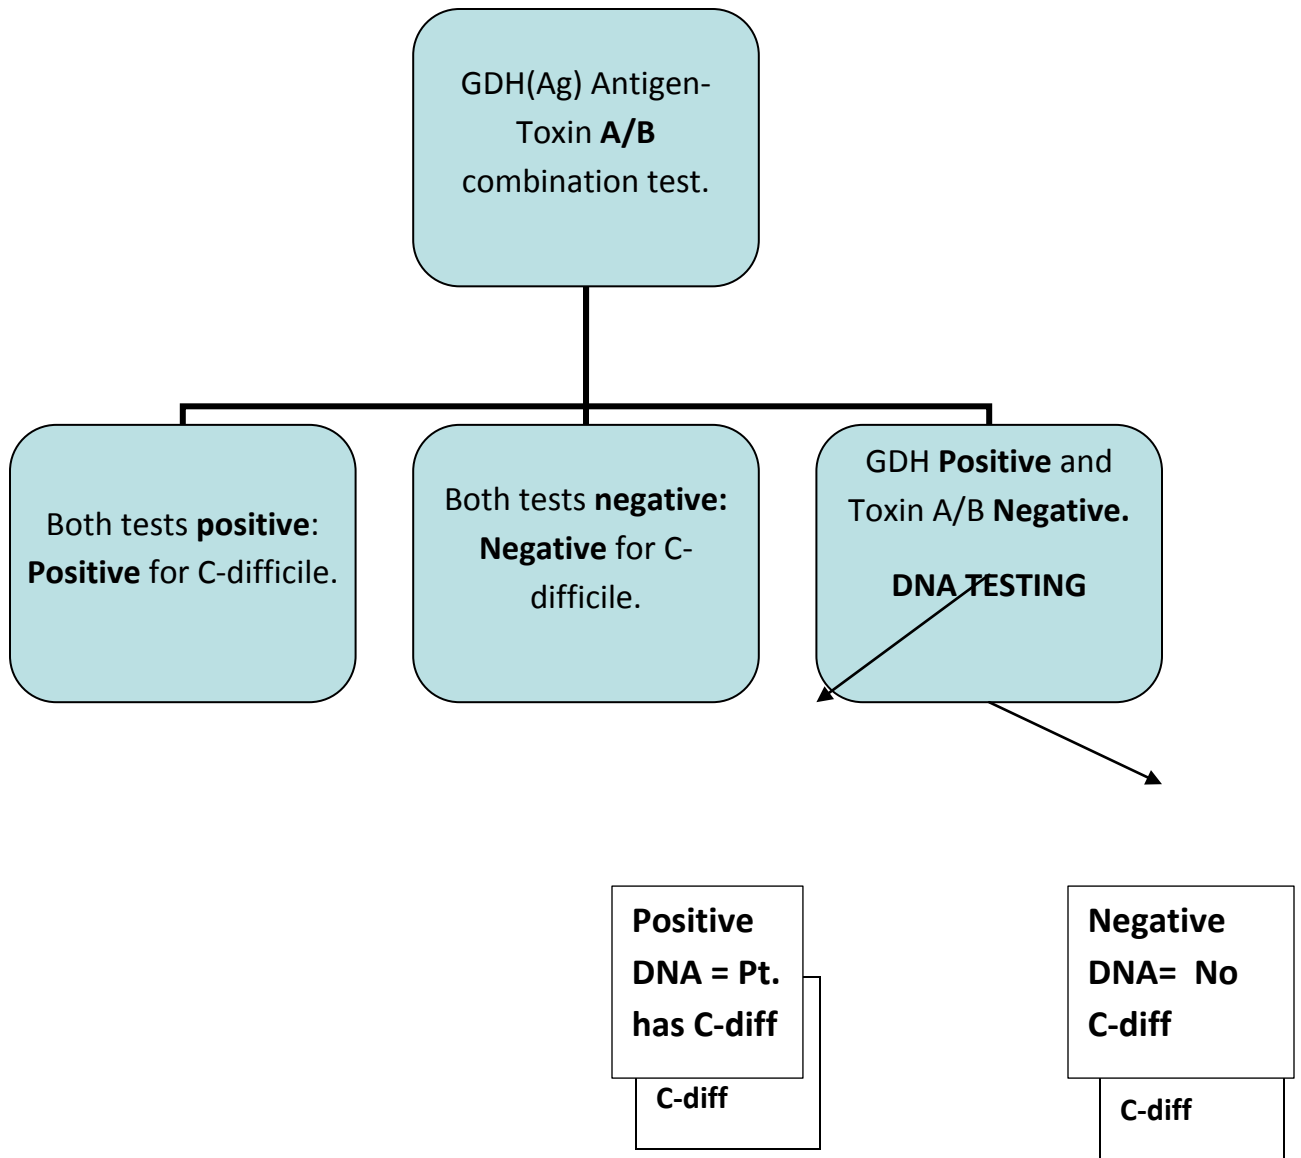 GDH(Ag) Antigen-
Toxin A/B
combination test.
Both tests positive:
Positive for C-difficile.
Both tests negative:
Negative for C-
difficile.
GDH Positive and
Toxin A/B Negative.
DNA TESTING
Positive
DNA = Pt.
has C-diff
C-diff
Negative
DNA=  No
C-diff
C-diff